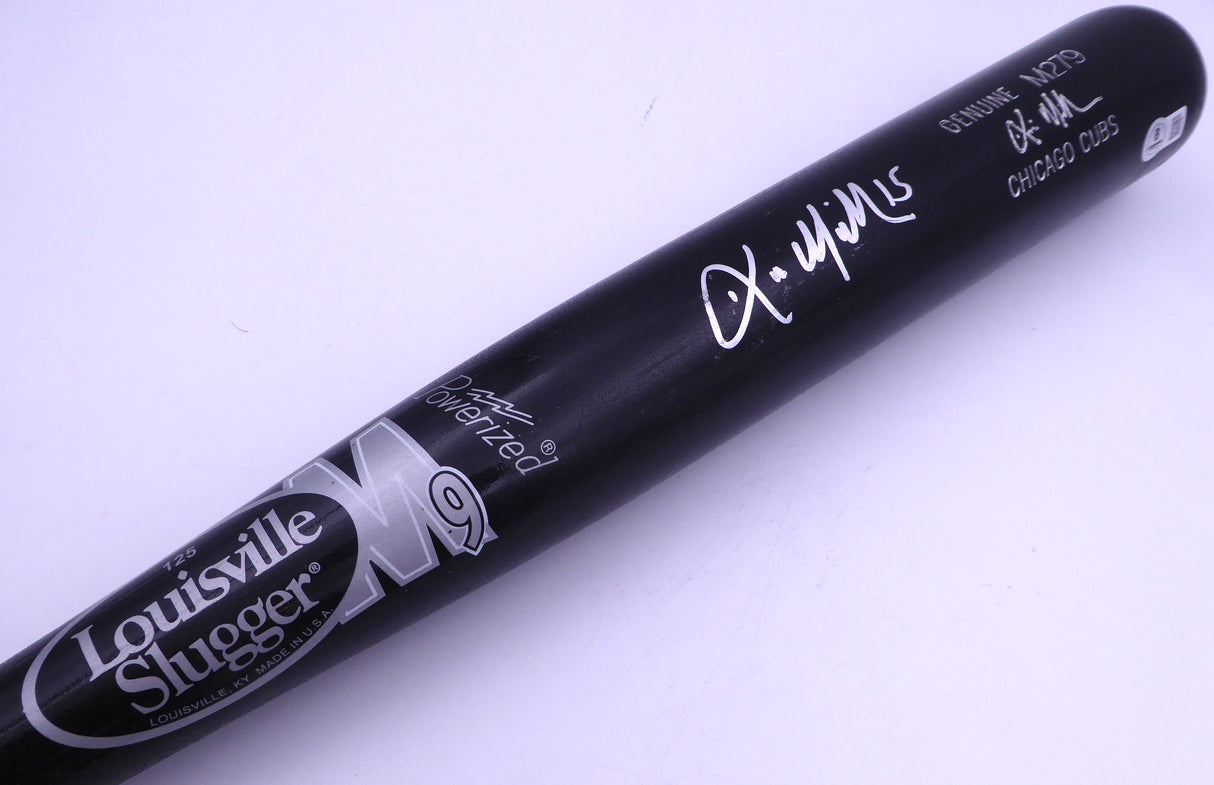 GENUINE M279
CHICAGO CUBS
15
Powerized®
M9
125
Louisville
Slugger®
LOUISVILLE, KY MADE IN U.S.A.